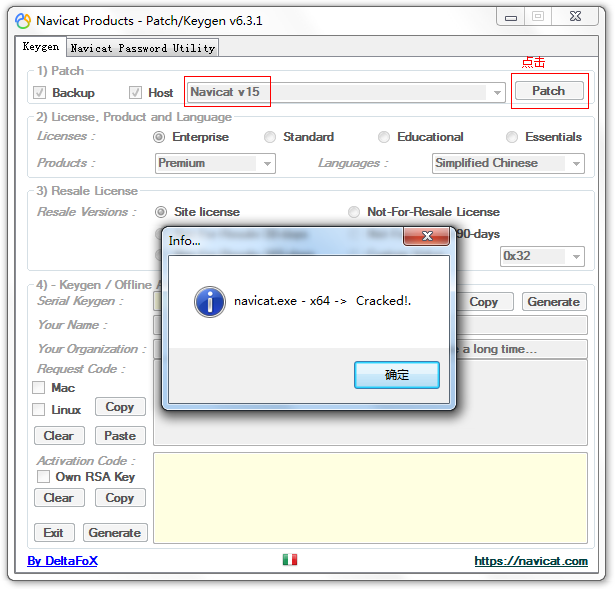 Navicat Products - Patch/Keygen v6.3.1
Keygen Navicat Password Utility
点击
1) Patch
Backup Host Navicat v15 Patch
2) License, Product and Language
Licenses : Enterprise Standard Educational Essentials
Products : Premium Languages : Simplified Chinese
3) Resale License
Resale Versions : Site license Not-For-Resale License
90-days
0x32
Info...
navicat.exe - x64 -> Cracked!.
确定
4) - Keygen / Offline
Serial Keygen : Copy Generate
Your Name :
Your Organization : a long time...
Request Code :
Mac
Linux Copy
Clear Paste
Activation Code :
Own RSA Key
Clear Copy
Exit Generate
By DeltaFoX https://navicat.com